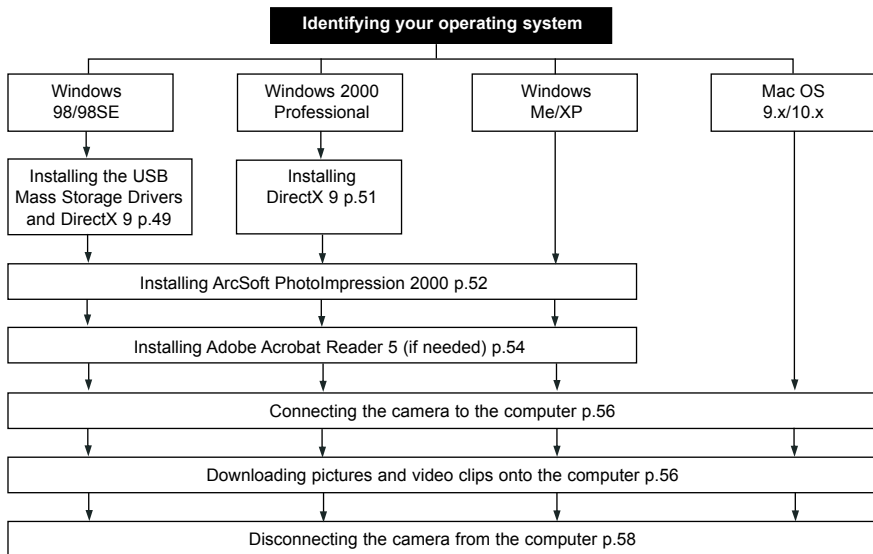 Identifying your operating system
Windows
98/98SE
Windows 2000
Professional
Windows
Me/XP
Mac OS
9.x/10.x
Installing the USB
Mass Storage Drivers
and DirectX 9 p.49
Installing
DirectX 9 p.51
Installing ArcSoft PhotoImpression 2000 p.52
Installing Adobe Acrobat Reader 5 (if needed) p.54
Connecting the camera to the computer p.56
Downloading pictures and video clips onto the computer p.56
Disconnecting the camera from the computer p.58